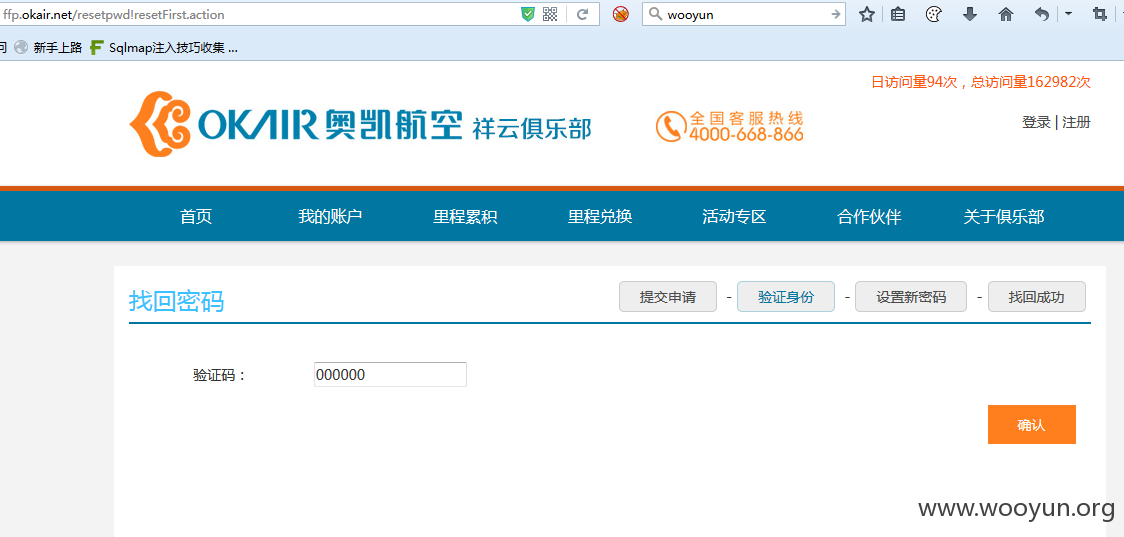 ffp.okair.net/resetpwd!resetFirst.action
wooyun
问 新手上路 Sqlmap注入技巧收集 ...
日访问量94次，总访问量162982次
OKAIR 奥凯航空 祥云俱乐部
全国客服热线
4000-668-866
登录 | 注册
首页 我的账户 里程累积 里程兑换 活动专区 合作伙伴 关于俱乐部
找回密码
提交申请 - 验证身份 - 设置新密码 - 找回成功
验证码： 000000
确认
www.wooyun.org